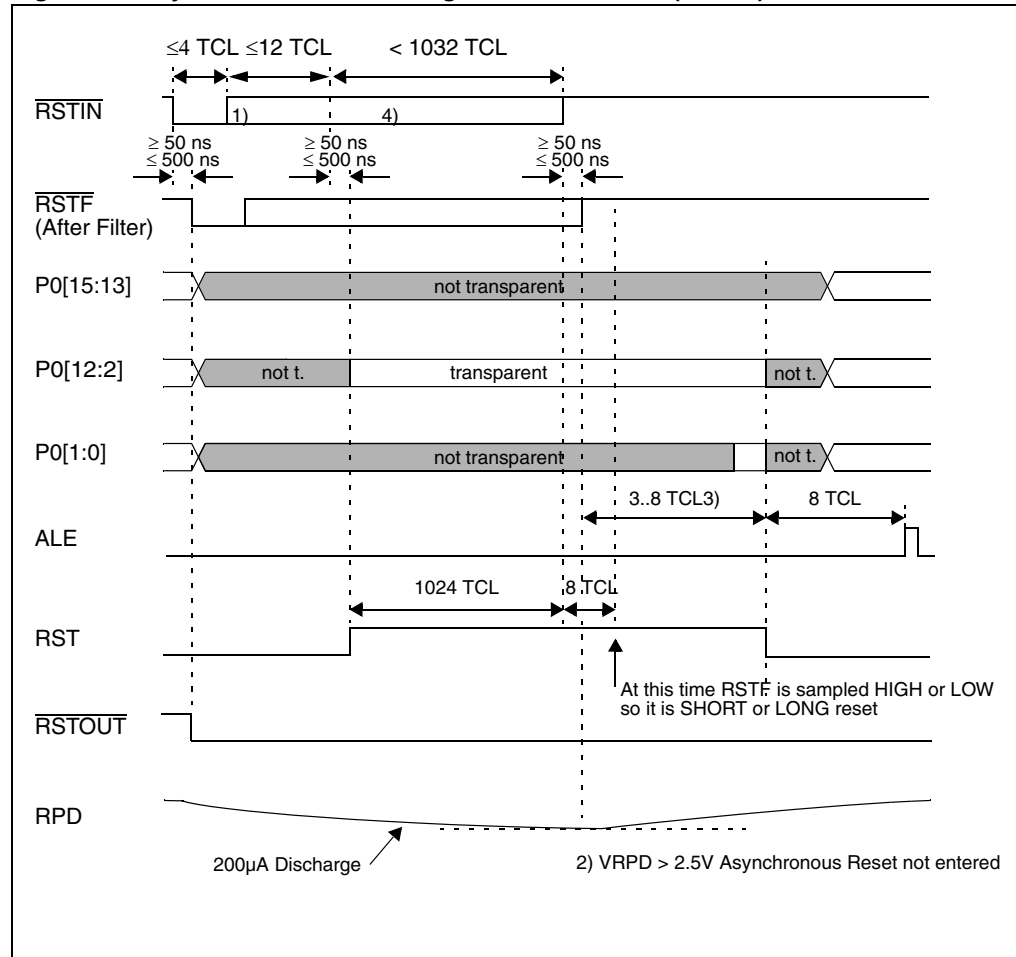 ≤4 TCL ≤12 TCL < 1032 TCL
RSTIN
1) 4)
≥ 50 ns ≥ 50 ns ≥ 50 ns
≤ 500 ns ≤ 500 ns ≤ 500 ns
RSTF
(After Filter)
P0[15:13] not transparent
P0[12:2] not t. transparent not t.
P0[1:0] not transparent not t.
3..8 TCL3) 8 TCL
ALE
1024 TCL 8 TCL
RST
At this time RSTF is sampled HIGH or LOW
so it is SHORT or LONG reset
RSTOUT
RPD
200µA Discharge 2) VRPD > 2.5V Asynchronous Reset not entered